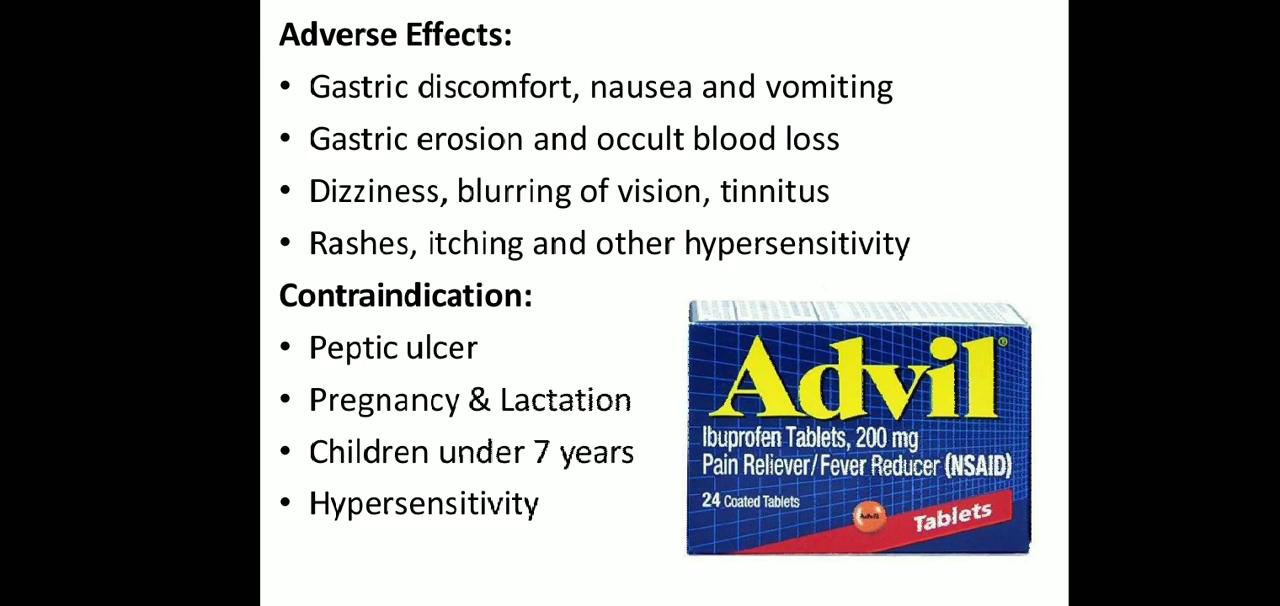 Adverse Effects:
• Gastric discomfort, nausea and vomiting
• Gastric erosion and occult blood loss
• Dizziness, blurring of vision, tinnitus
• Rashes, itching and other hypersensitivity
Contraindication:
• Peptic ulcer
• Pregnancy & Lactation
• Children under 7 years
• Hypersensitivity
Advil®
Ibuprofen Tablets, 200 mg
Pain Reliever/Fever Reducer (NSAID)
24 Coated Tablets
Advil
Tablets